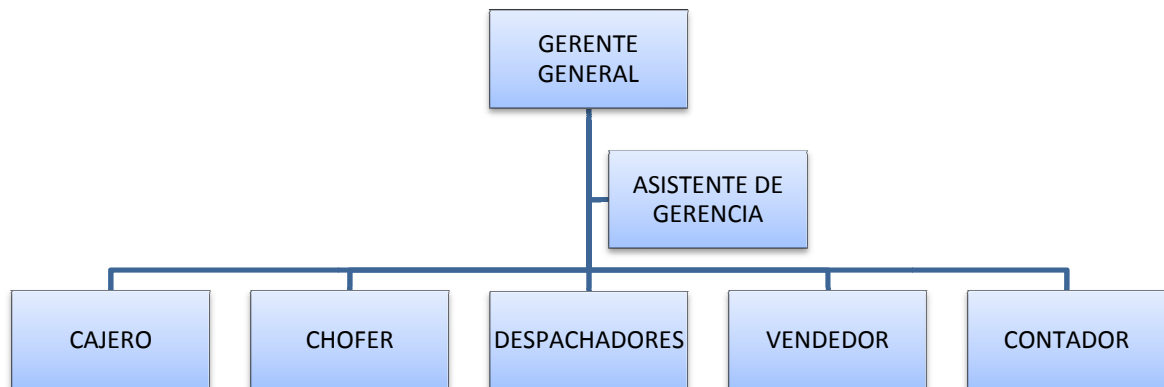 GERENTE
GENERAL
ASISTENTE DE
GERENCIA
CAJERO
CHOFER
DESPACHADORES
VENDEDOR
CONTADOR